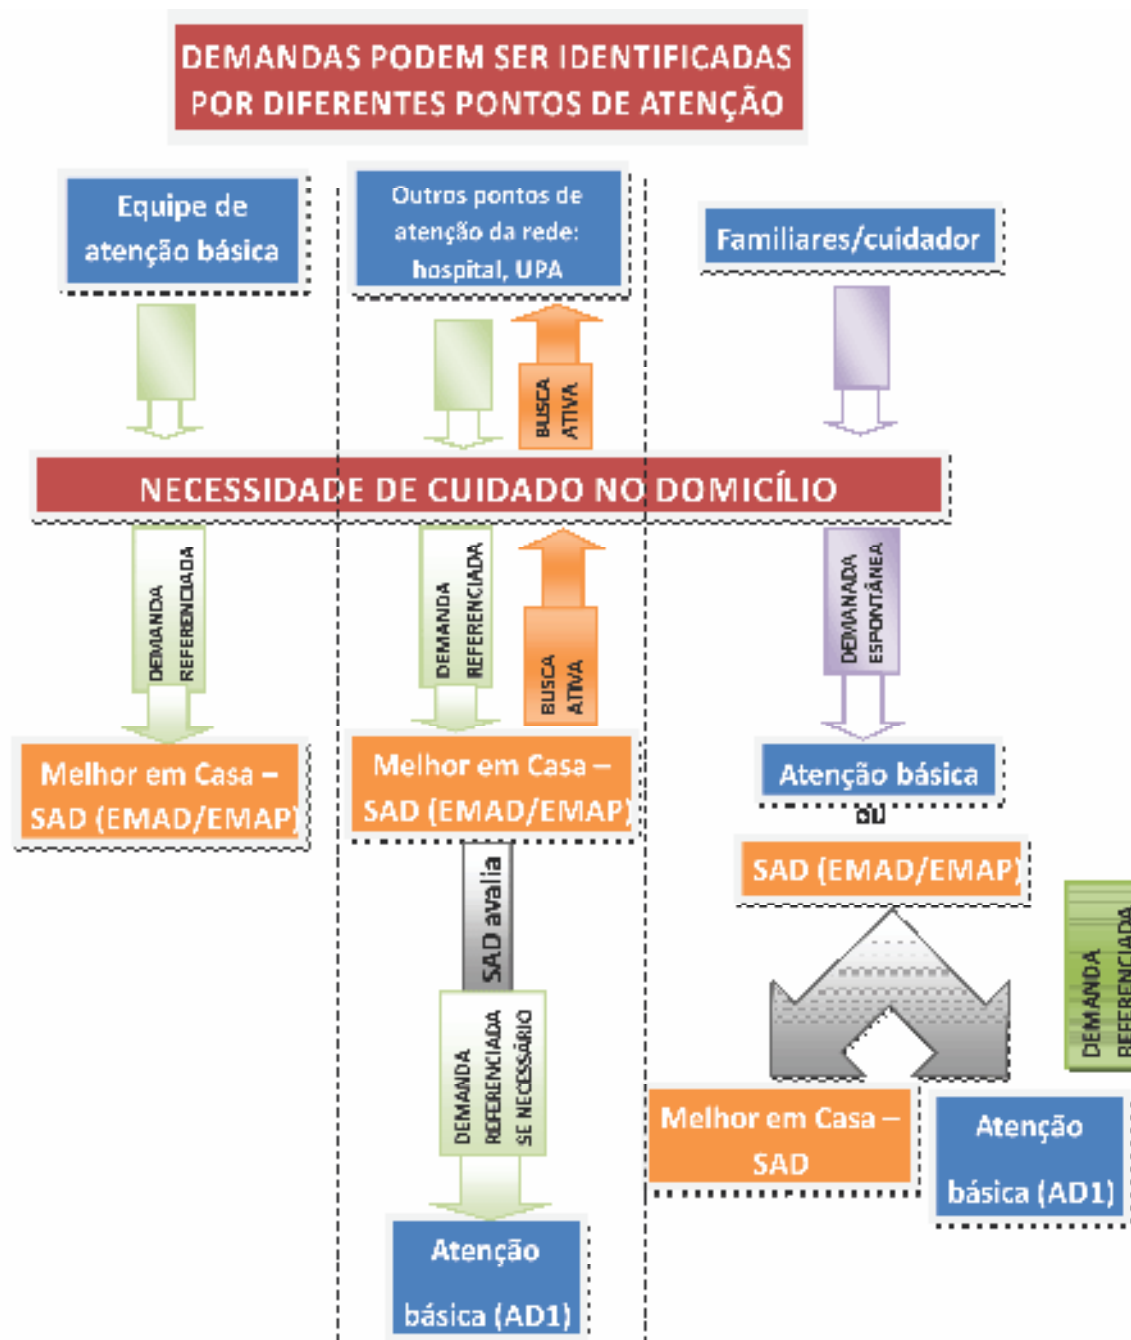 DEMANDAS PODEM SER IDENTIFICADAS
POR DIFERENTES PONTOS DE ATENÇÃO
Equipe de
atenção básica
Outros pontos de
atenção da rede:
hospital, UPA
Familiares/cuidador
BUSCA
ATIVA
NECESSIDADE DE CUIDADO NO DOMICÍLIO
DEMANDA
REFERENCIADA
DEMANDA
REFERENCIADA
BUSCA
ATIVA
DEMANADA
ESPONTÂNEA
Melhor em Casa –
SAD (EMAD/EMAP)
Melhor em Casa –
SAD (EMAD/EMAP)
Atenção básica
ou
SAD (EMAD/EMAP)
SAD avalia
DEMANDA
REFERENCIADA
DEMANDA
REFERENCIADA
SE NECESSÁRIO
Melhor em Casa –
SAD
Atenção
básica (AD1)
Atenção
básica (AD1)